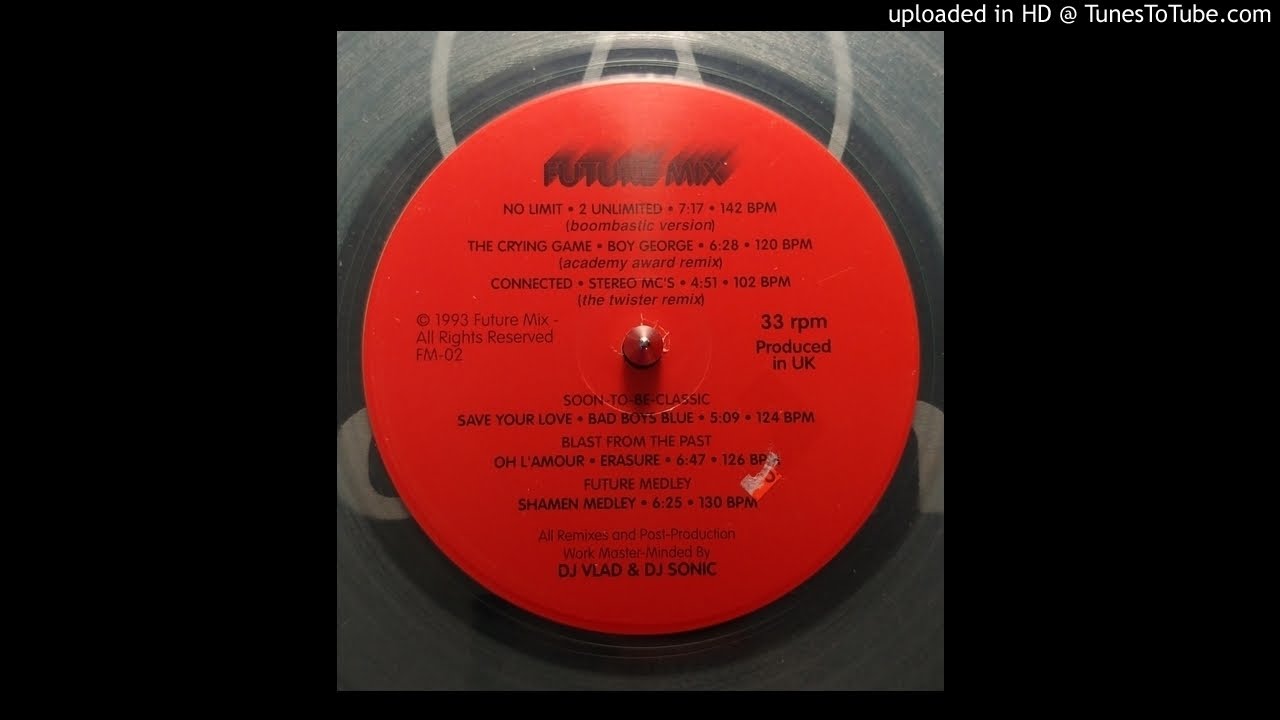 uploaded in HD @ TunesToTube.com
FUTURE MIX
NO LIMIT • 2 UNLIMITED • 7:17 • 142 BPM
(boombastic version)
THE CRYING GAME • BOY GEORGE • 6:28 • 120 BPM
(academy award remix)
CONNECTED • STEREO MC'S • 4:51 • 102 BPM
(the twister remix)
© 1993 Future Mix -
All Rights Reserved
FM-02
33 rpm
Produced
in UK
SOON-TO-BE-CLASSIC
SAVE YOUR LOVE • BAD BOYS BLUE • 5:09 • 124 BPM
BLAST FROM THE PAST
OH L'AMOUR • ERASURE • 6:47 • 126 BPM
FUTURE MEDLEY
SHAMEN MEDLEY • 6:25 • 130 BPM
All Remixes and Post-Production
Work Master-Minded By
DJ VLAD & DJ SONIC